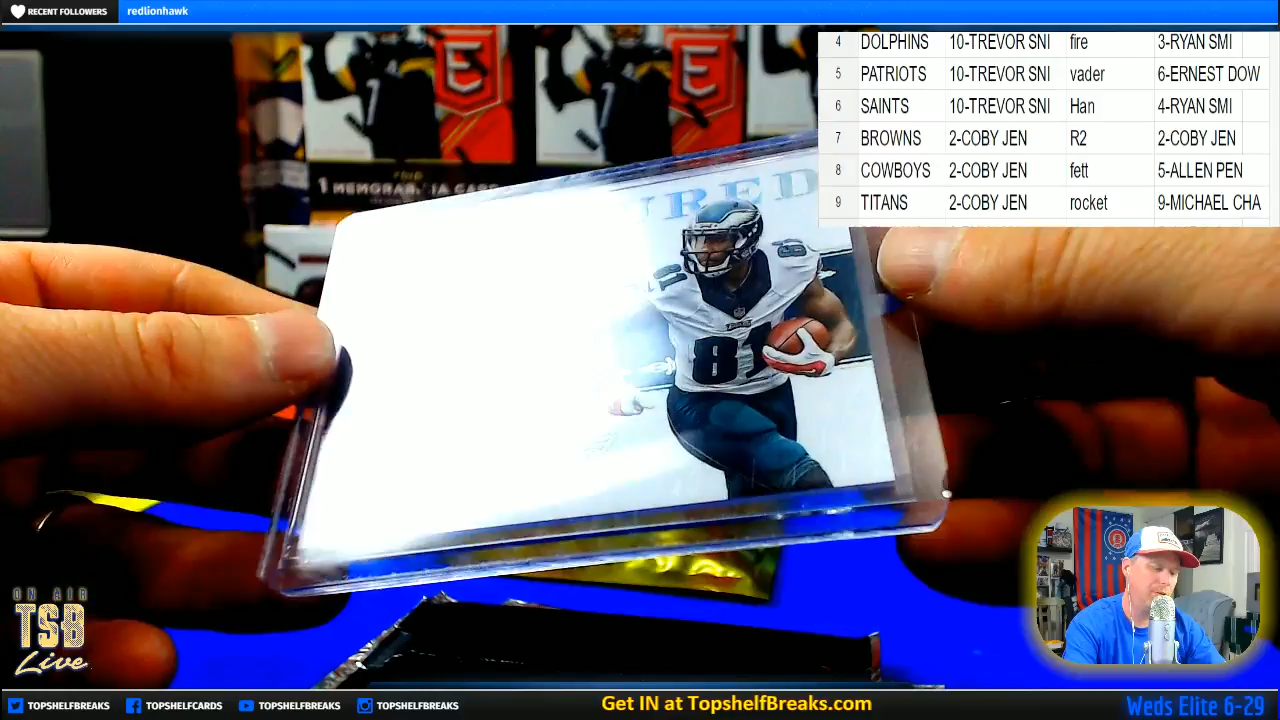 RECENT FOLLOWERS redlionhawk
4 DOLPHINS 10-TREVOR SNI fire 3-RYAN SMI
5 PATRIOTS 10-TREVOR SNI vader 6-ERNEST DOW
6 SAINTS 10-TREVOR SNI Han 4-RYAN SMI
7 BROWNS 2-COBY JEN R2 2-COBY JEN
8 COWBOYS 2-COBY JEN fett 5-ALLEN PEN
9 TITANS 2-COBY JEN rocket 9-MICHAEL CHA
7
7
E
E
1 MEMORABILIA CARD
URED
81
81
81
ON AIR
TSB
Live
TOPSHELFBREAKS TOPSHELFCARDS TOPSHELFBREAKS TOPSHELFBREAKS
Get IN at TopshelfBreaks.com
Weds Elite 6-29